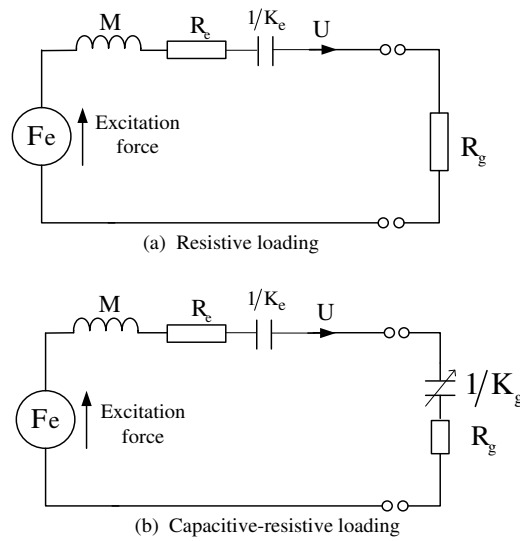 M R_e 1/K_e U
Fe Excitation
force
R_g
(a) Resistive loading
M R_e 1/K_e U
1/K_g
Fe Excitation
force
R_g
(b) Capacitive-resistive loading